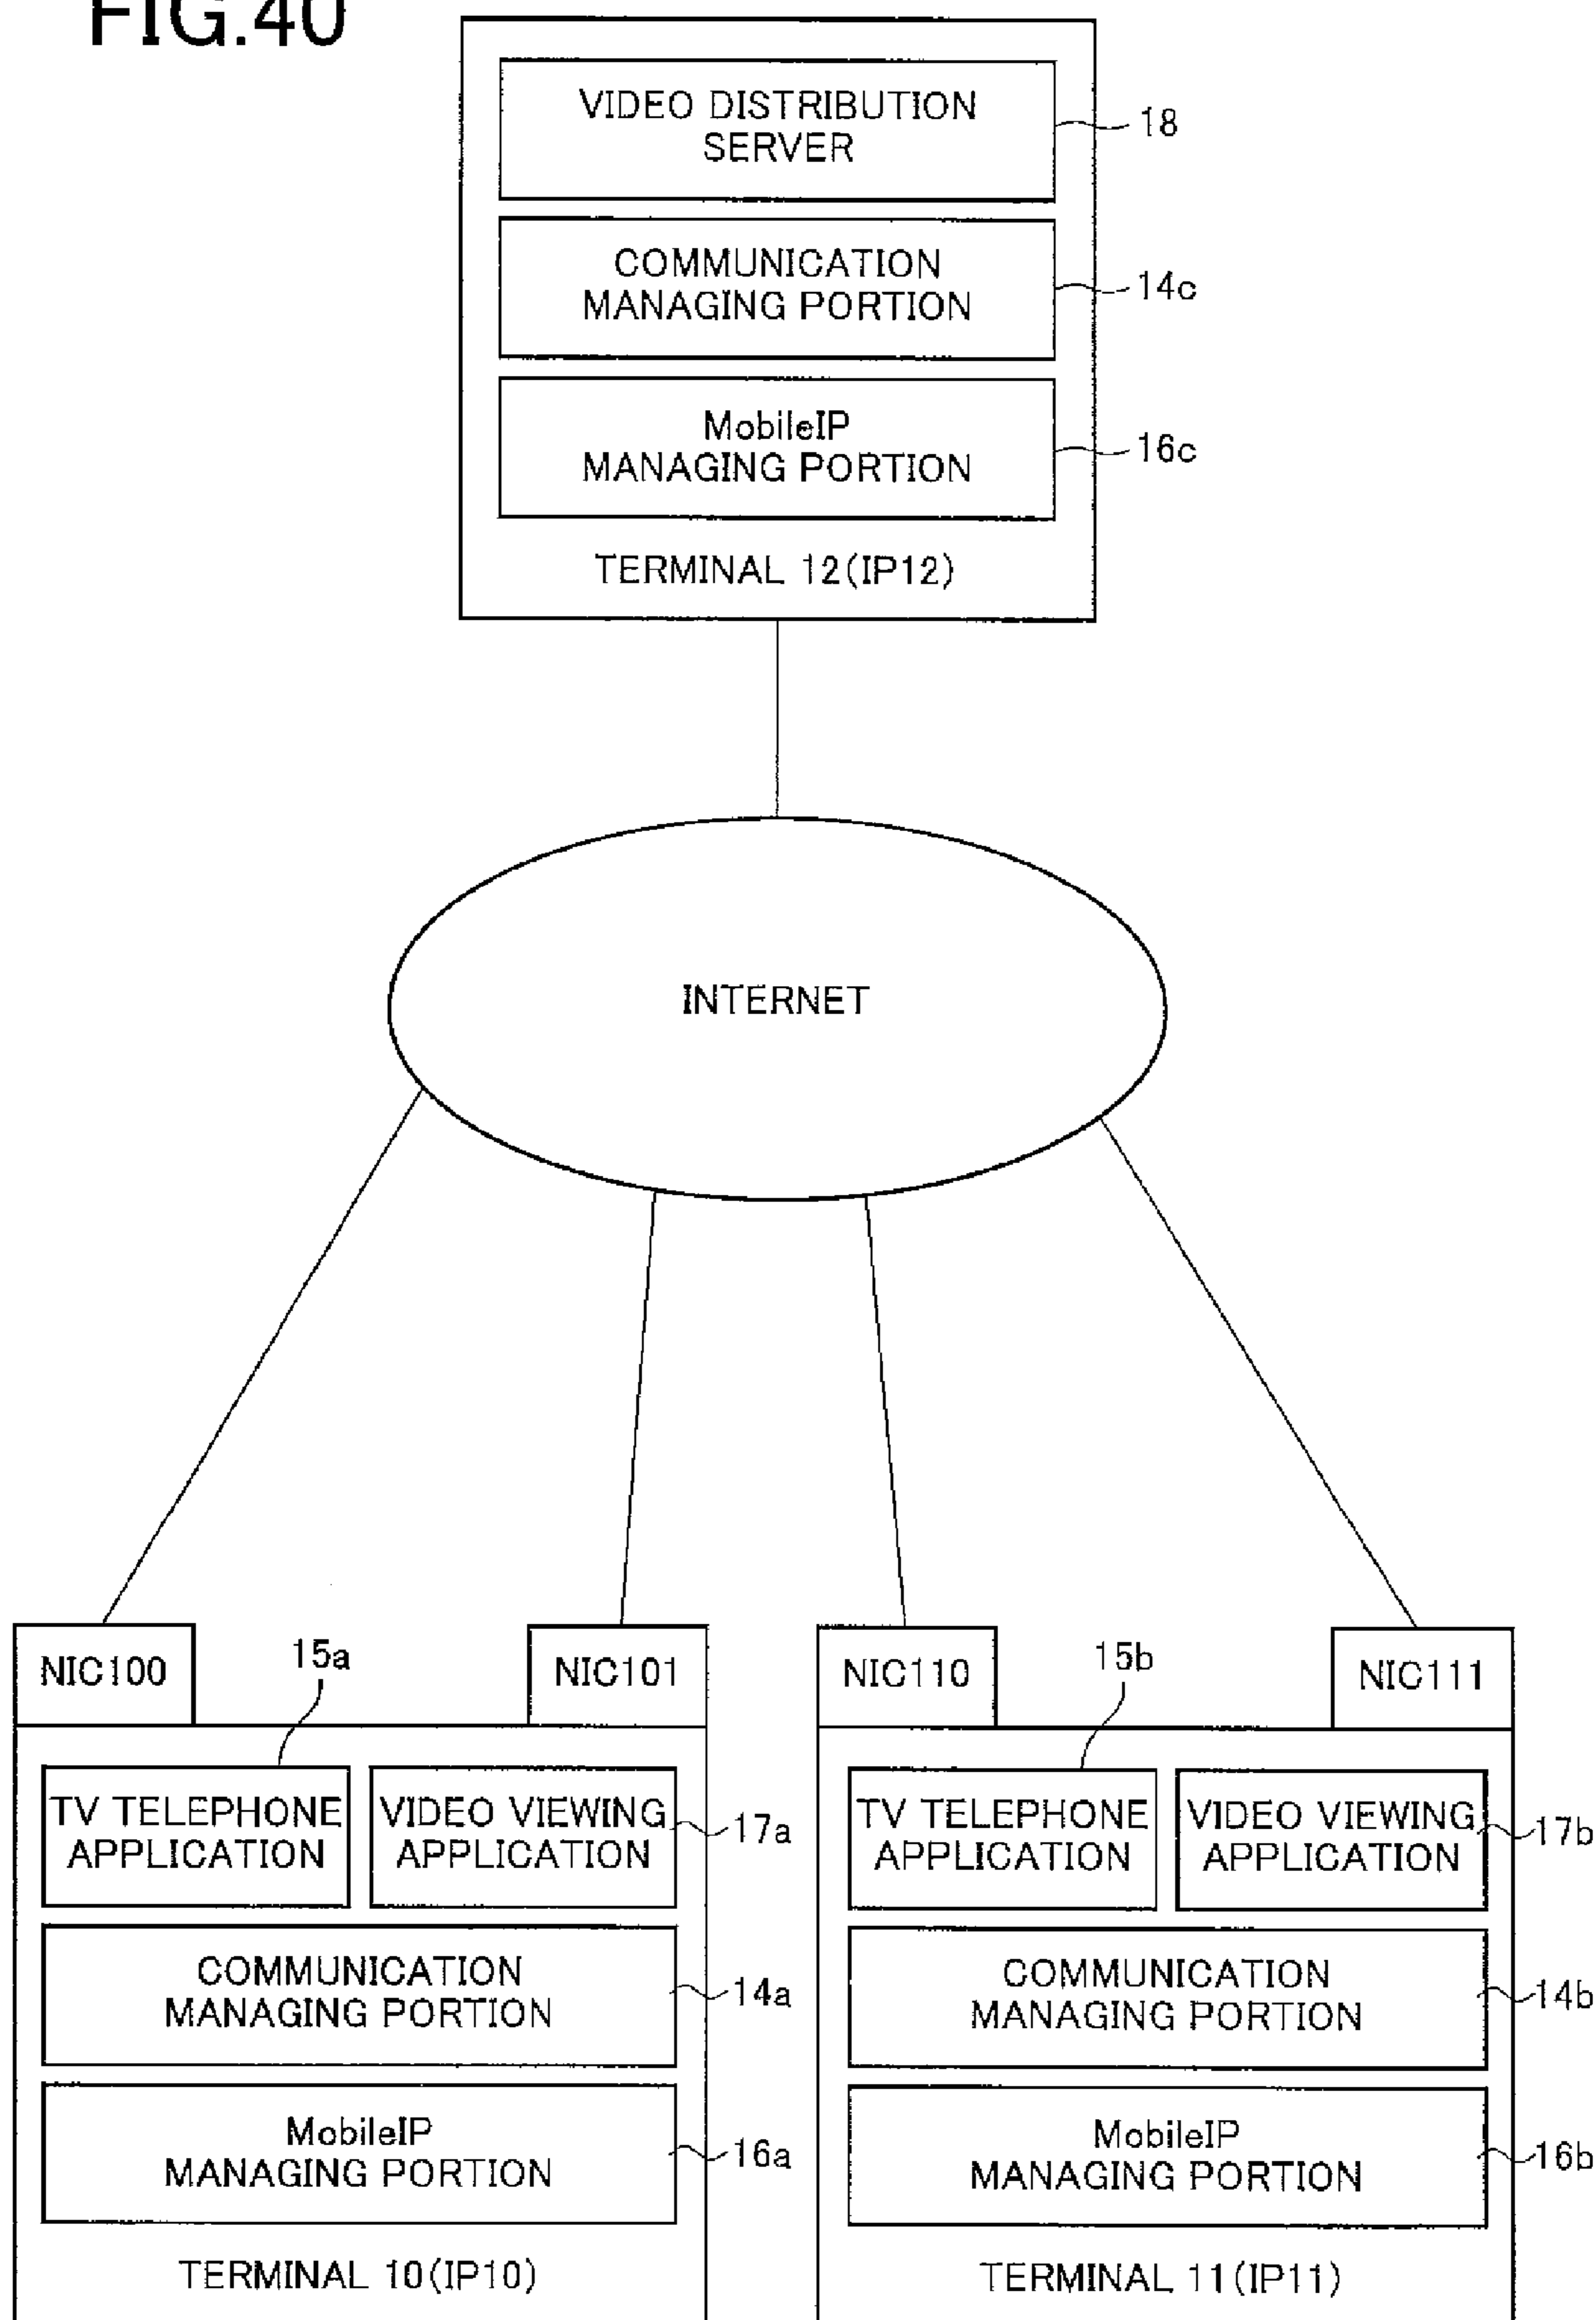 FIG.40
VIDEO DISTRIBUTION
SERVER
18
COMMUNICATION
MANAGING PORTION
14c
MobileIP
MANAGING PORTION
16c
TERMINAL 12(IP12)
INTERNET
NIC100
15a
NIC101
NIC110
15b
NIC111
TV TELEPHONE
APPLICATION
VIDEO VIEWING
APPLICATION
17a
TV TELEPHONE
APPLICATION
VIDEO VIEWING
APPLICATION
17b
COMMUNICATION
MANAGING PORTION
14a
COMMUNICATION
MANAGING PORTION
14b
MobileIP
MANAGING PORTION
16a
MobileIP
MANAGING PORTION
16b
TERMINAL 10(IP10)
TERMINAL 11(IP11)